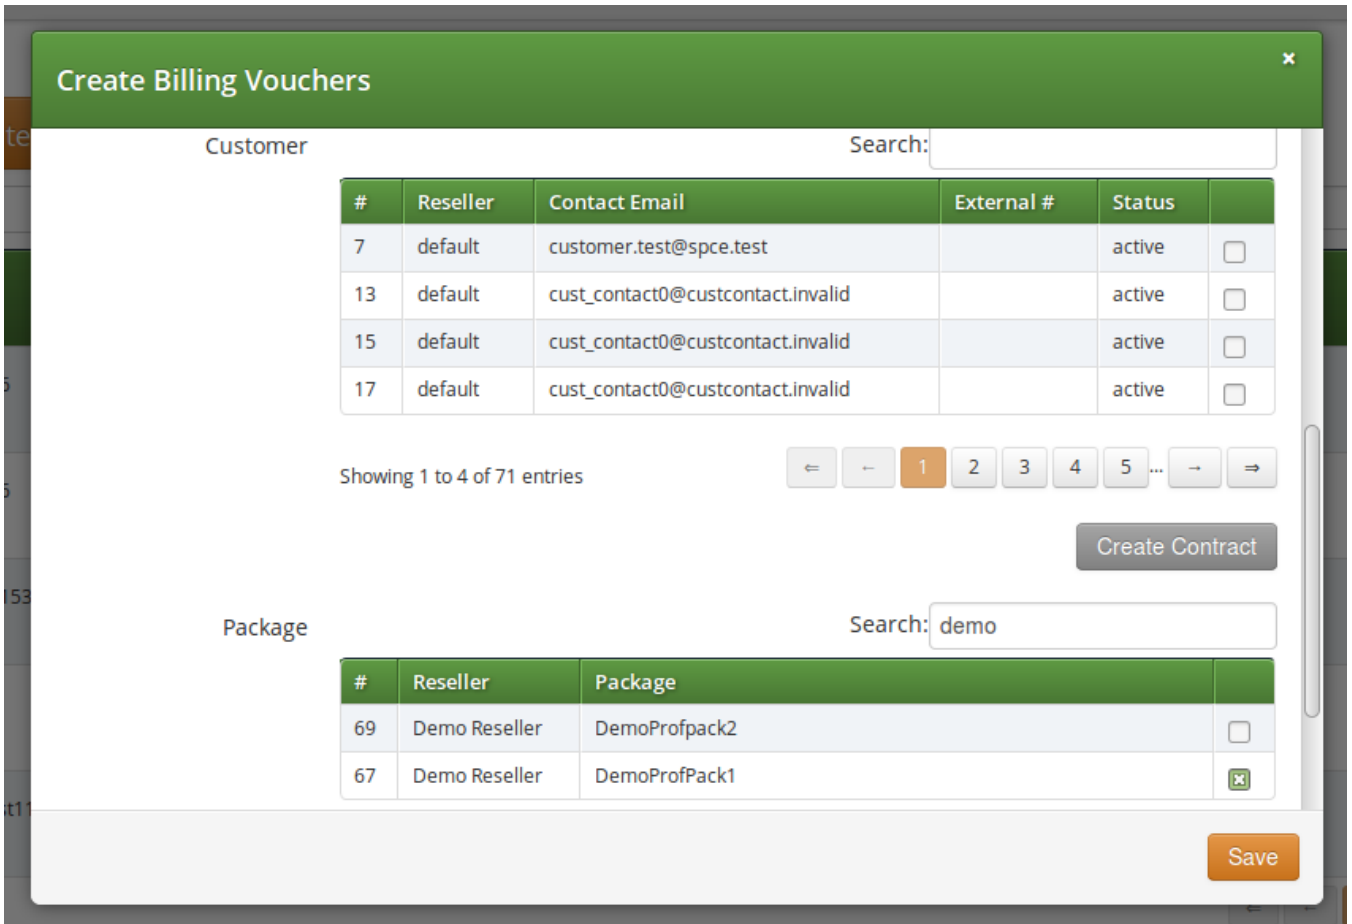 ×
Create Billing Vouchers
te
Customer
Search:
# Reseller Contact Email External # Status
7 default customer.test@spce.test active
13 default cust_contact0@custcontact.invalid active
15 default cust_contact0@custcontact.invalid active
17 default cust_contact0@custcontact.invalid active
Showing 1 to 4 of 71 entries
⇐ ← 1 2 3 4 5 ... → ⇒
Create Contract
153
Package
Search: demo
# Reseller Package
69 Demo Reseller DemoProfpack2
67 Demo Reseller DemoProfPack1
st11
Save
⇐ ←